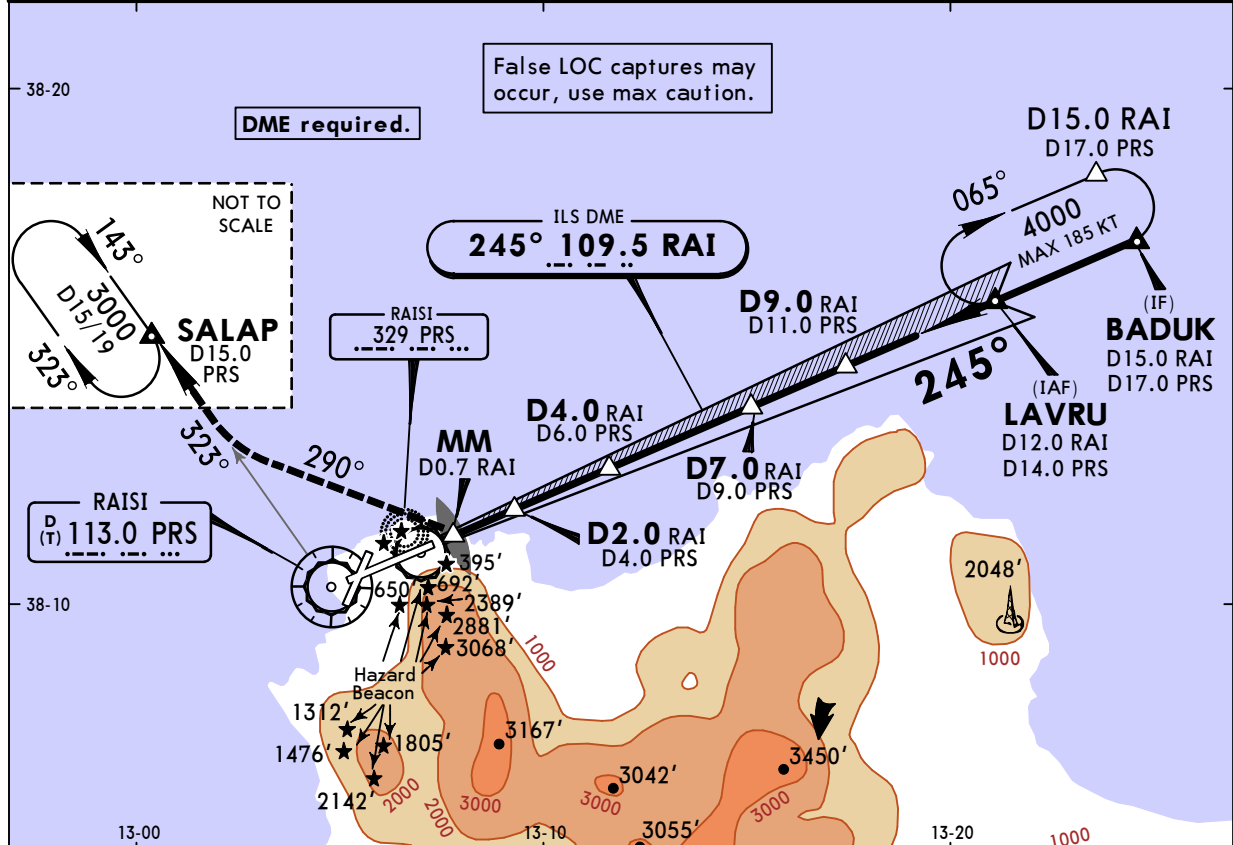 38-20
False LOC captures may
occur, use max caution.
DME required.
D15.0 RAI
D17.0 PRS
065°
4000
MAX 185 KT
NOT TO
SCALE
143°
3000
D15/19
323°
SALAP
D15.0
PRS
ILS DME
245° 109.5 RAI
RAISI
329 PRS
D9.0 RAI
D11.0 PRS
(IF)
BADUK
D15.0 RAI
D17.0 PRS
245°
(IAF)
LAVRU
D12.0 RAI
D14.0 PRS
D4.0 RAI
D6.0 PRS
323°
290°
MM
D0.7 RAI
D7.0 RAI
D9.0 PRS
RAISI
D
(T) 113.0 PRS
D2.0 RAI
D4.0 PRS
395'
650'
692'
2389'
2881'
3068'
2048'
1000
1000
38-10
Hazard
Beacon
1312'
1476'
1805'
2142'
2000
2000
3167'
3000
3042'
3000
3450'
3000
3055'
13-00
13-10
13-20
1000